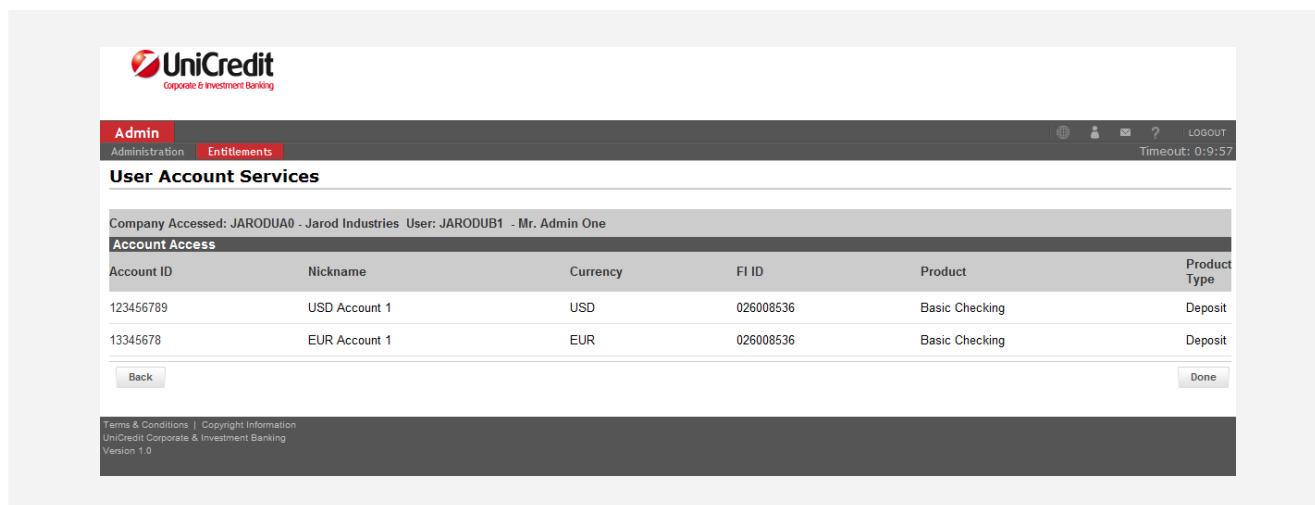 UniCredit
Corporate & Investment Banking
Admin ? LOGOUT
Administration Entitlements Timeout: 0:9:57
User Account Services
Company Accessed: JARODUA0 - Jarod Industries User: JARODUB1 - Mr. Admin One
Account Access
Account ID Nickname Currency FI ID Product Product Type
123456789 USD Account 1 USD 026008536 Basic Checking Deposit
13345678 EUR Account 1 EUR 026008536 Basic Checking Deposit
Back Done
Terms & Conditions | Copyright Information
UniCredit Corporate & Investment Banking
Version 1.0